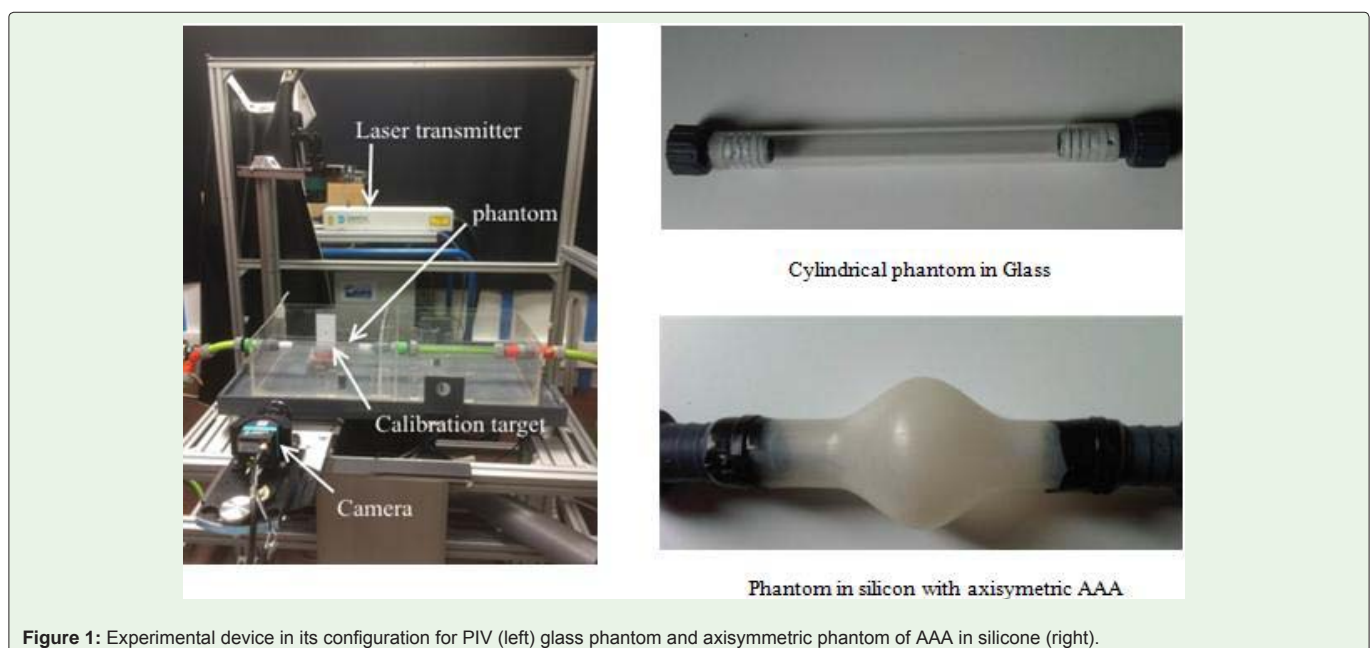 Laser transmitter
phantom
Calibration target
Camera
Cylindrical phantom in Glass
Phantom in silicon with axisymetric AAA
Figure 1: Experimental device in its configuration for PIV (left) glass phantom and axisymmetric phantom of AAA in silicone (right).